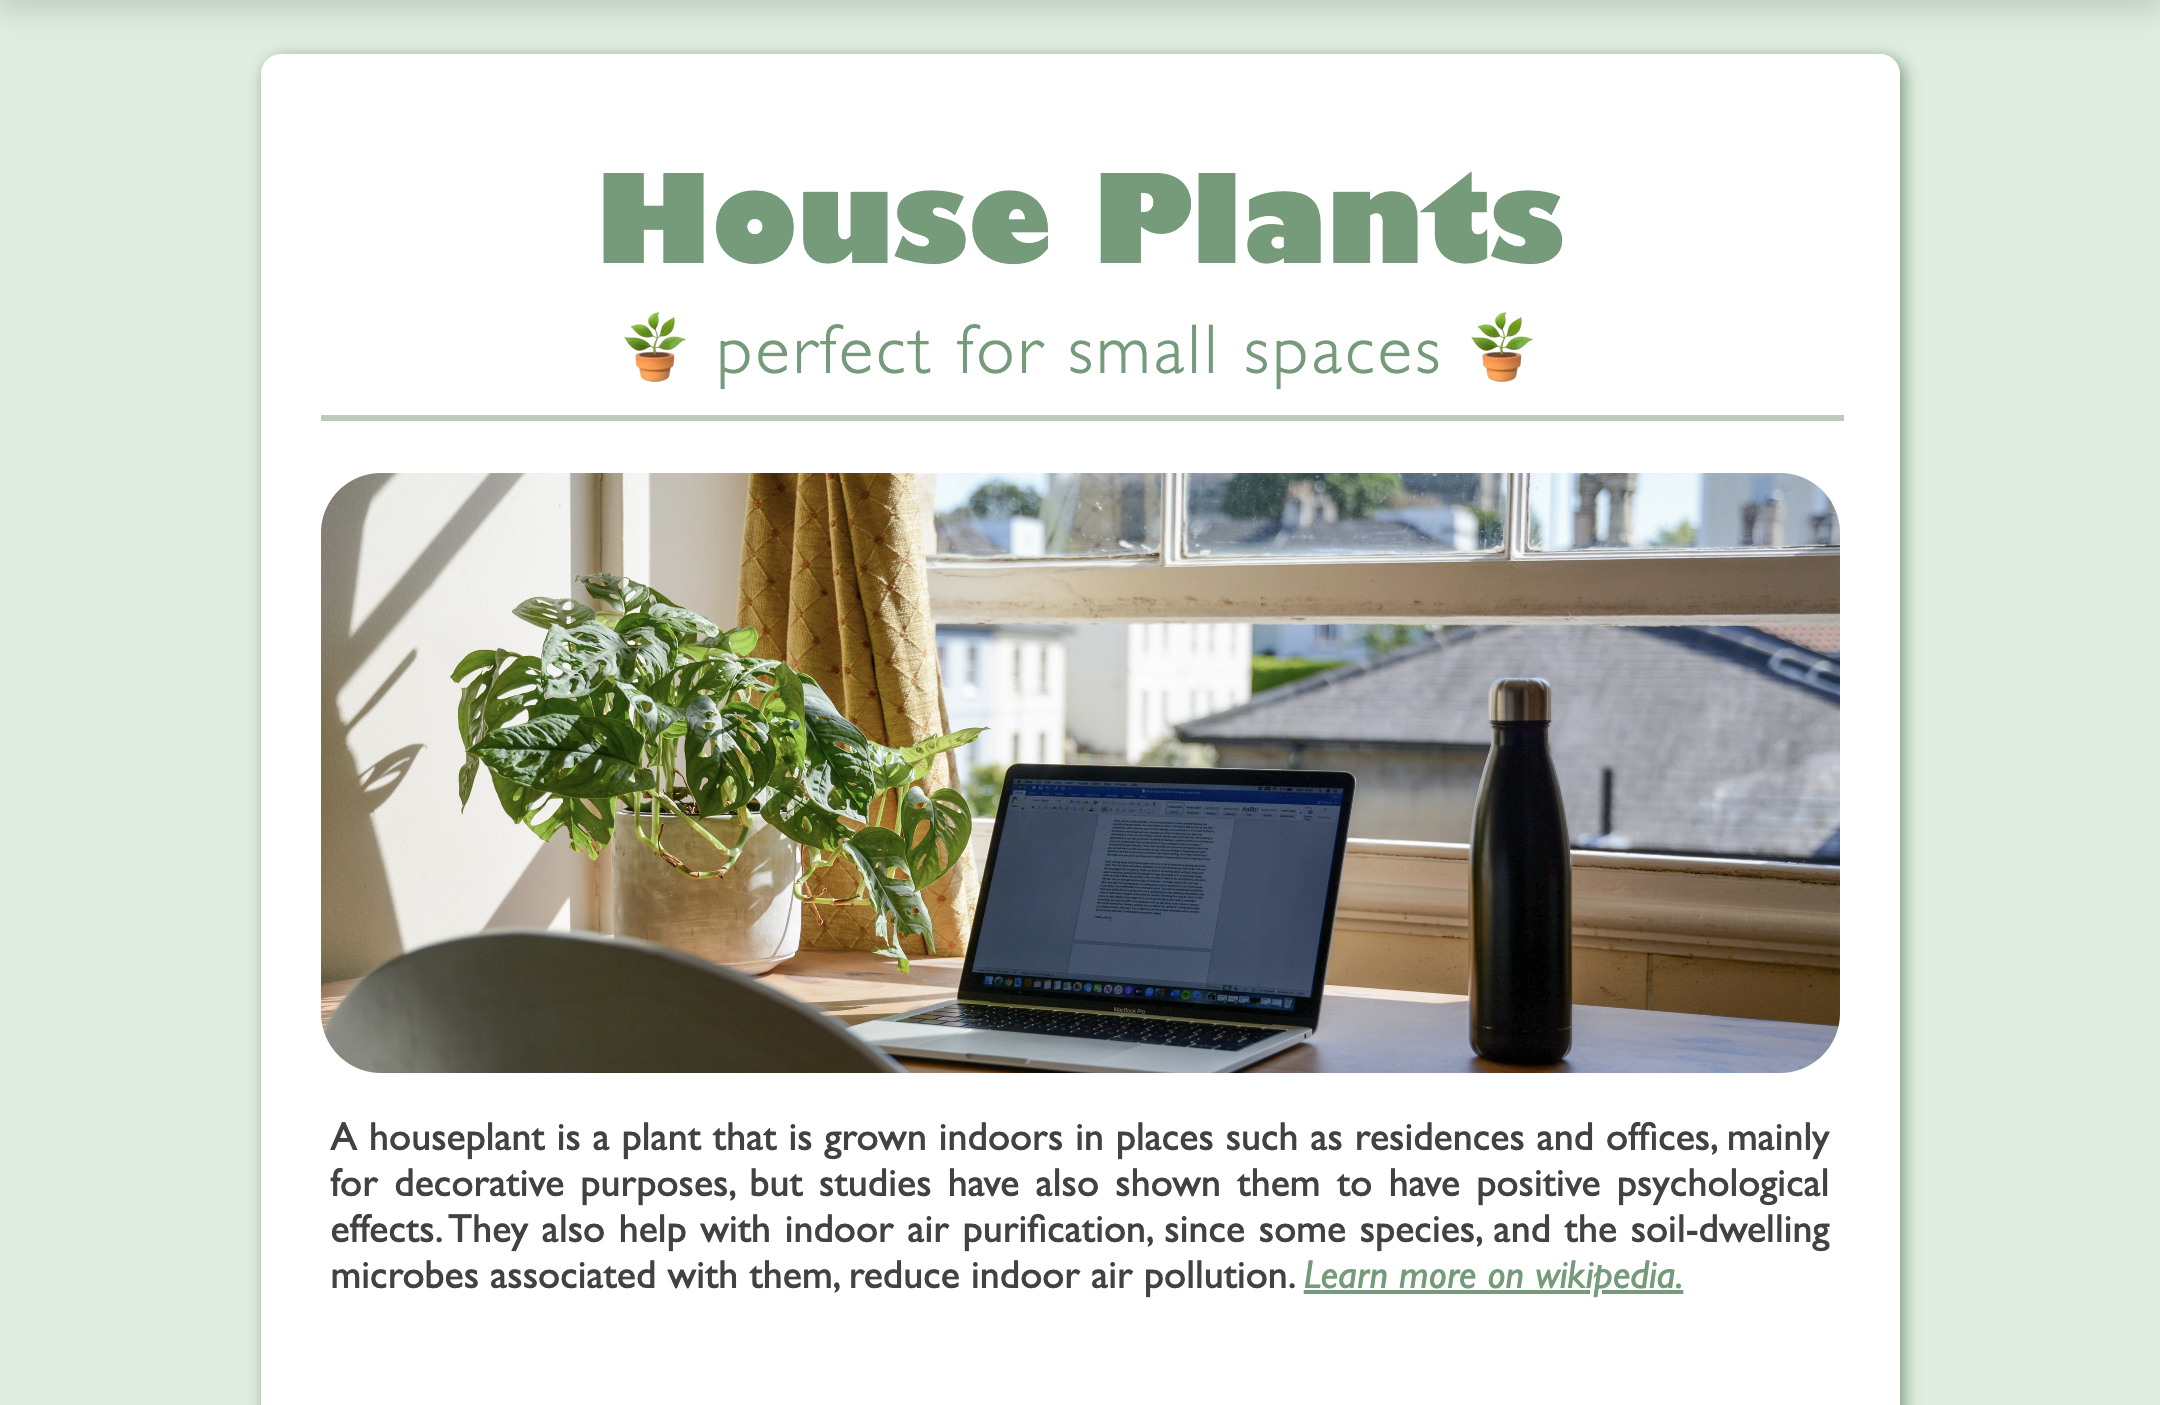 House Plants
🪴 perfect for small spaces 🪴
MacBook Pro
A houseplant is a plant that is grown indoors in places such as residences and offices, mainly
for decorative purposes, but studies have also shown them to have positive psychological
effects. They also help with indoor air purification, since some species, and the soil-dwelling
microbes associated with them, reduce indoor air pollution. Learn more on wikipedia.